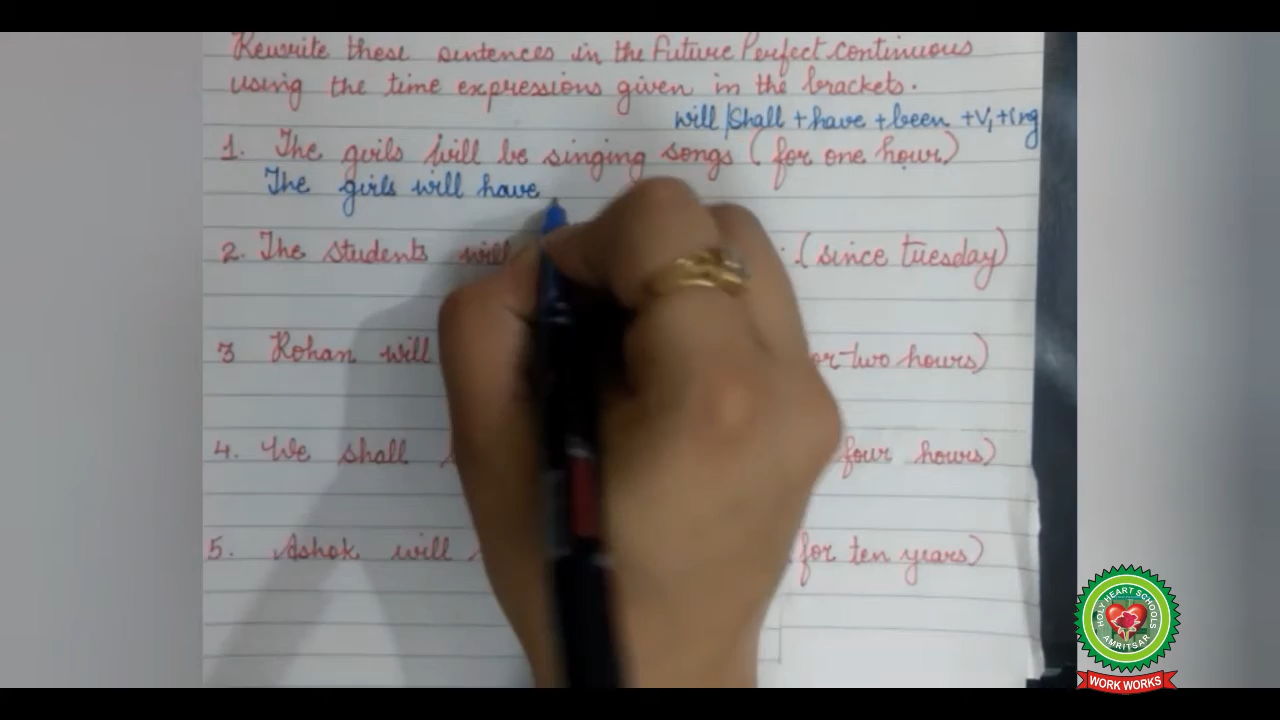 Rewrite these sentences in the Future Perfect continuous
using the time expressions given in the brackets.
will/shall + have + been + V1 + ing
1. The girls will be singing songs (for one hour)
The girls will have
2. The students will (since tuesday)
3 Rohan will two hours)
4. We shall four hours)
5. Ashok will for ten years)
HOLY HEART SCHOOLS
AMRITSAR
WORK WORKS